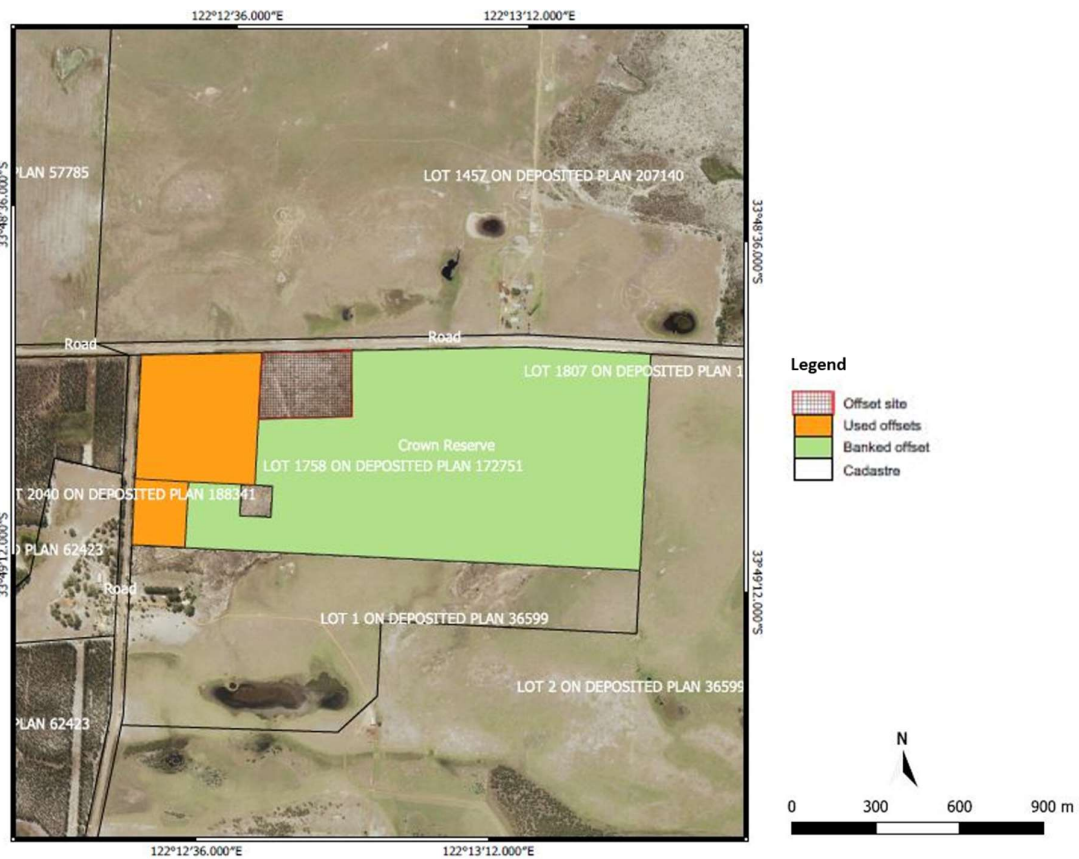 122°12′36.000″E 122°13′12.000″E
33°48′36.000″S
33°48′36.000″S
PLAN 57785
LOT 1457 ON DEPOSITED PLAN 207140
Road
Road
LOT 1807 ON DEPOSITED PLAN 1
Crown Reserve
LOT 1758 ON DEPOSITED PLAN 172751
T 2040 ON DEPOSITED PLAN 188341
PLAN 62423
33°49′12.000″S
33°49′12.000″S
Road
LOT 1 ON DEPOSITED PLAN 36599
LOT 2 ON DEPOSITED PLAN 36599
PLAN 62423
122°12′36.000″E 122°13′12.000″E
Legend
Offset site
Used offsets
Banked offset
Cadastre
N
0 300 600 900 m